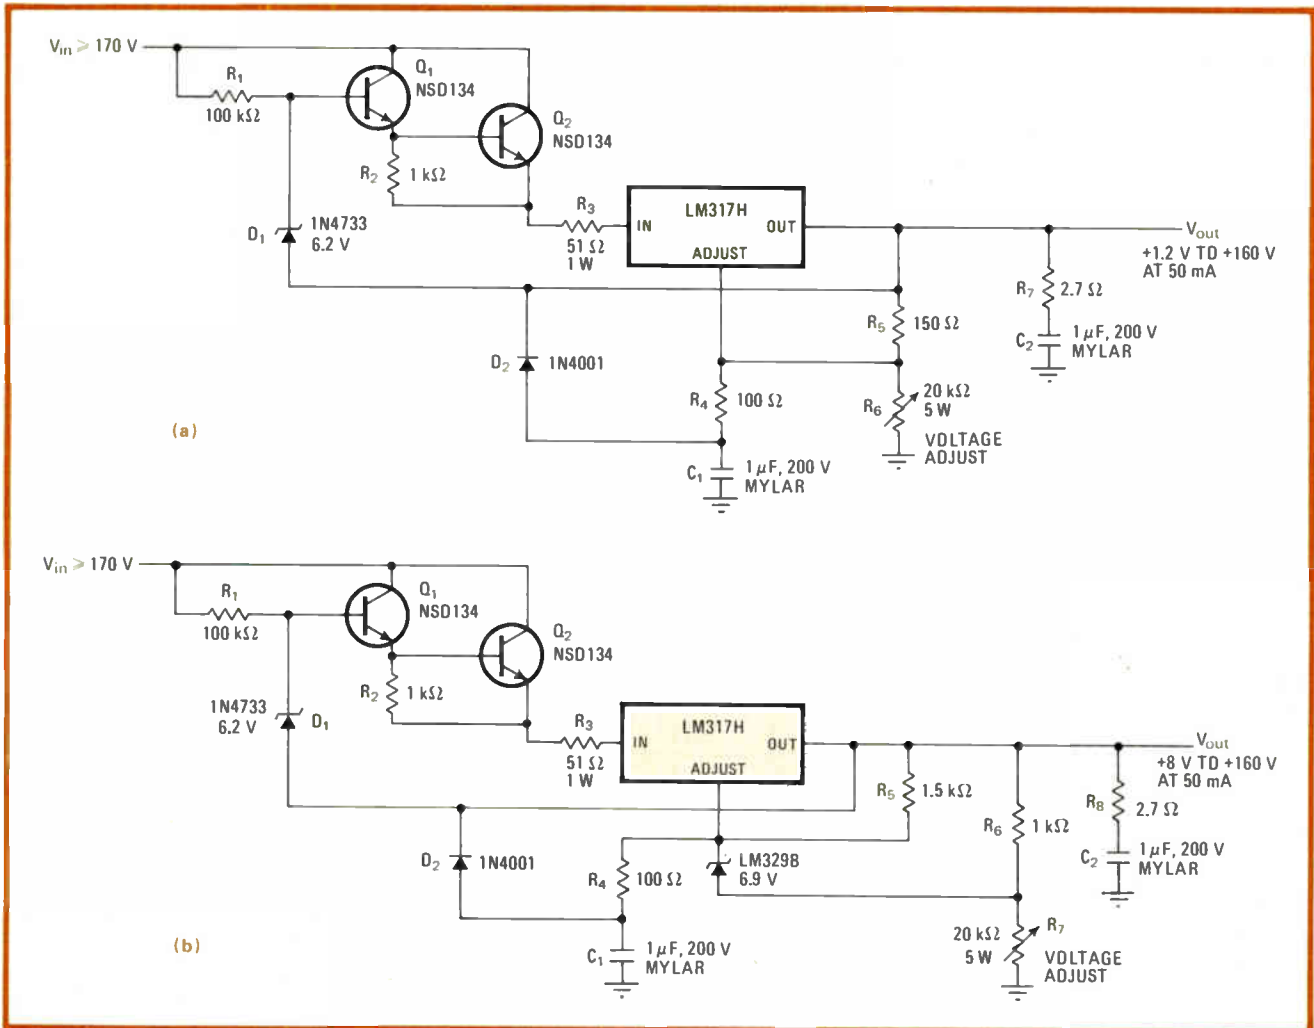 Vin ⩾ 170 V
R1
100 kΩ
Q1
NSD134
Q2
NSD134
R2
1 kΩ
D1
1N4733
6.2 V
R3
51 Ω
1 W
LM317H
IN
OUT
ADJUST
Vout
+1.2 V TD +160 V
AT 50 mA
R7
2.7 Ω
C2
1 μF, 200 V
MYLAR
R5
150 Ω
D2
1N4001
R4
100 Ω
R6
20 kΩ
5 W
VOLTAGE
ADJUST
C1
1 μF, 200 V
MYLAR
(a)
Vin ⩾ 170 V
R1
100 kΩ
Q1
NSD134
Q2
NSD134
R2
1 kΩ
1N4733
6.2 V
D1
R3
51 Ω
1 W
LM317H
IN
OUT
ADJUST
Vout
+8 V TD +160 V
AT 50 mA
R5
1.5 kΩ
R6
1 kΩ
R8
2.7 Ω
C2
1 μF, 200 V
MYLAR
D2
1N4001
R4
100 Ω
LM329B
6.9 V
20 kΩ
5 W
R7
VOLTAGE
ADJUST
C1
1 μF, 200 V
MYLAR
(b)